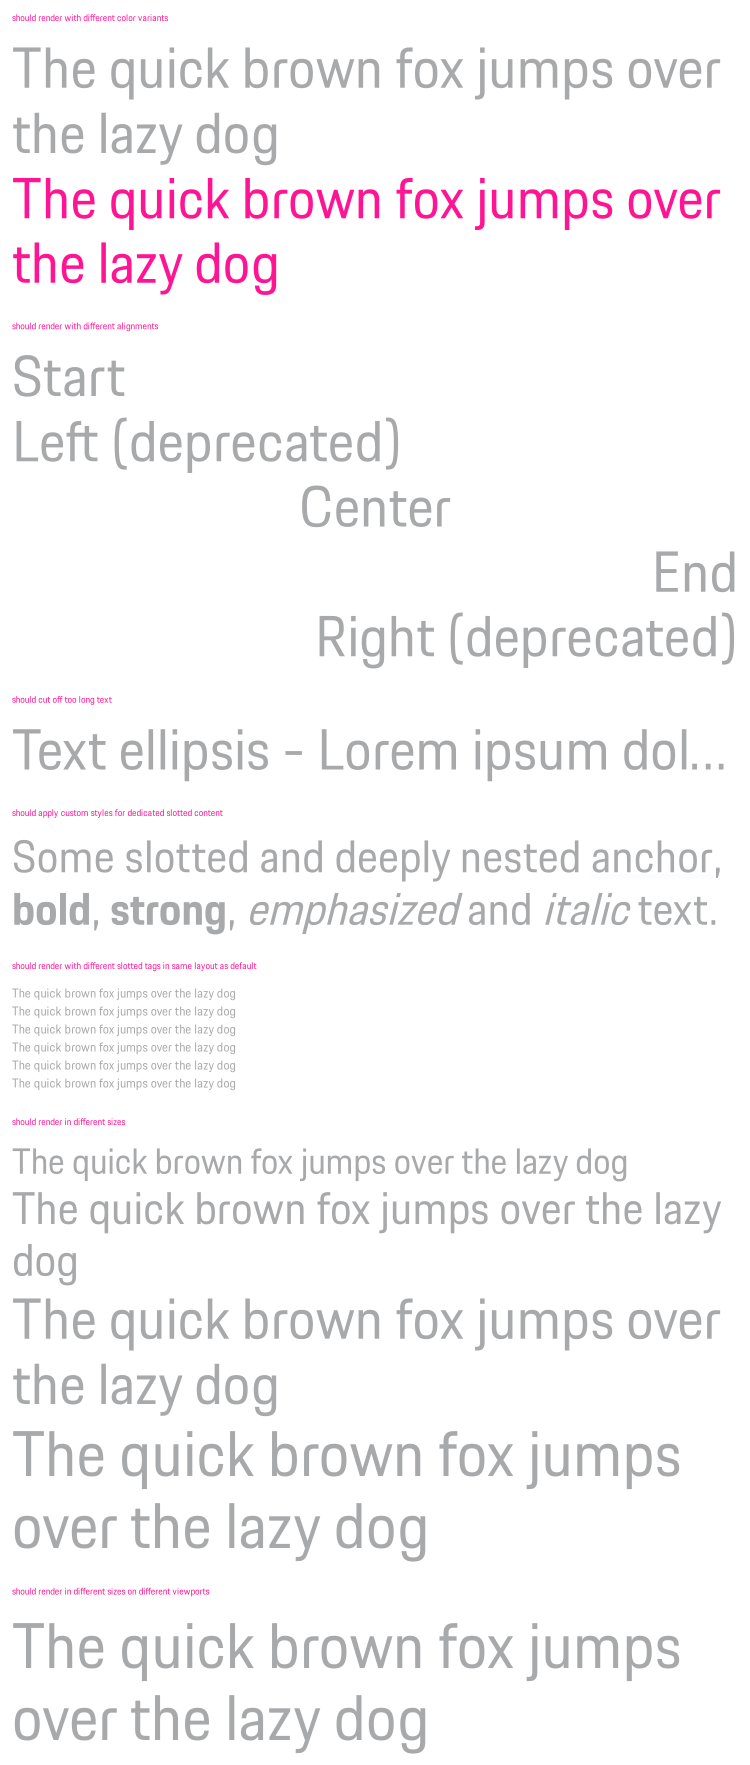 should render with different color variants
The quick brown fox jumps over
the lazy dog
The quick brown fox jumps over
the lazy dog
should render with different alignments
Start
Left (deprecated)
Center
End
Right (deprecated)
should cut off too long text
Text ellipsis - Lorem ipsum dol...
should apply custom styles for dedicated slotted content
Some slotted and deeply nested anchor,
bold, strong, emphasized and italic text.
should render with different slotted tags in same layout as default
The quick brown fox jumps over the lazy dog
The quick brown fox jumps over the lazy dog
The quick brown fox jumps over the lazy dog
The quick brown fox jumps over the lazy dog
The quick brown fox jumps over the lazy dog
The quick brown fox jumps over the lazy dog
should render in different sizes
The quick brown fox jumps over the lazy dog
The quick brown fox jumps over the lazy
dog
The quick brown fox jumps over
the lazy dog
The quick brown fox jumps
over the lazy dog
should render in different sizes on different viewports
The quick brown fox jumps
over the lazy dog